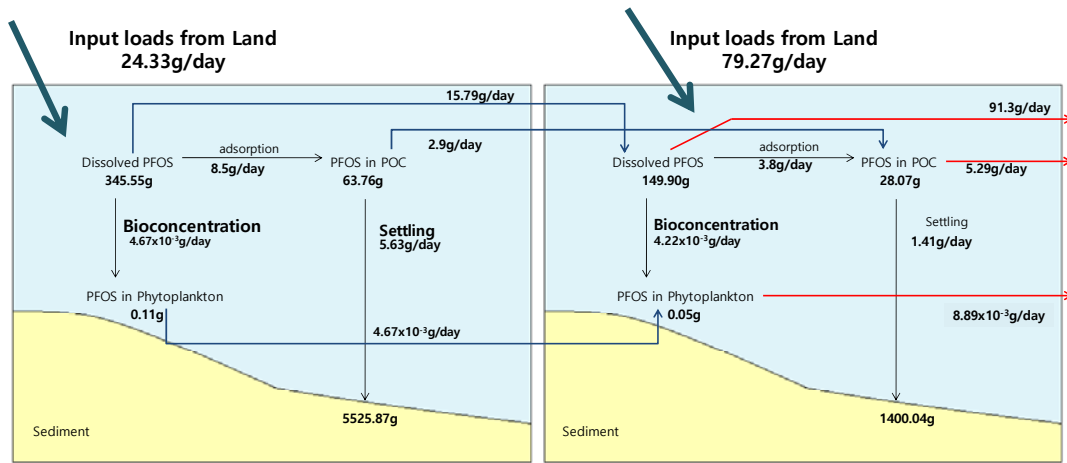 Input loads from Land
24.33g/day
Input loads from Land
79.27g/day
15.79g/day
91.3g/day
2.9g/day
Dissolved PFOS
345.55g
adsorption
8.5g/day
PFOS in POC
63.76g
Dissolved PFOS
149.90g
adsorption
3.8g/day
PFOS in POC
28.07g
5.29g/day
Bioconcentration
4.67x10⁻³g/day
Settling
5.63g/day
Bioconcentration
4.22x10⁻³g/day
Settling
1.41g/day
PFOS in Phytoplankton
0.11g
PFOS in Phytoplankton
0.05g
8.89x10⁻³g/day
4.67x10⁻³g/day
5525.87g
1400.04g
Sediment
Sediment